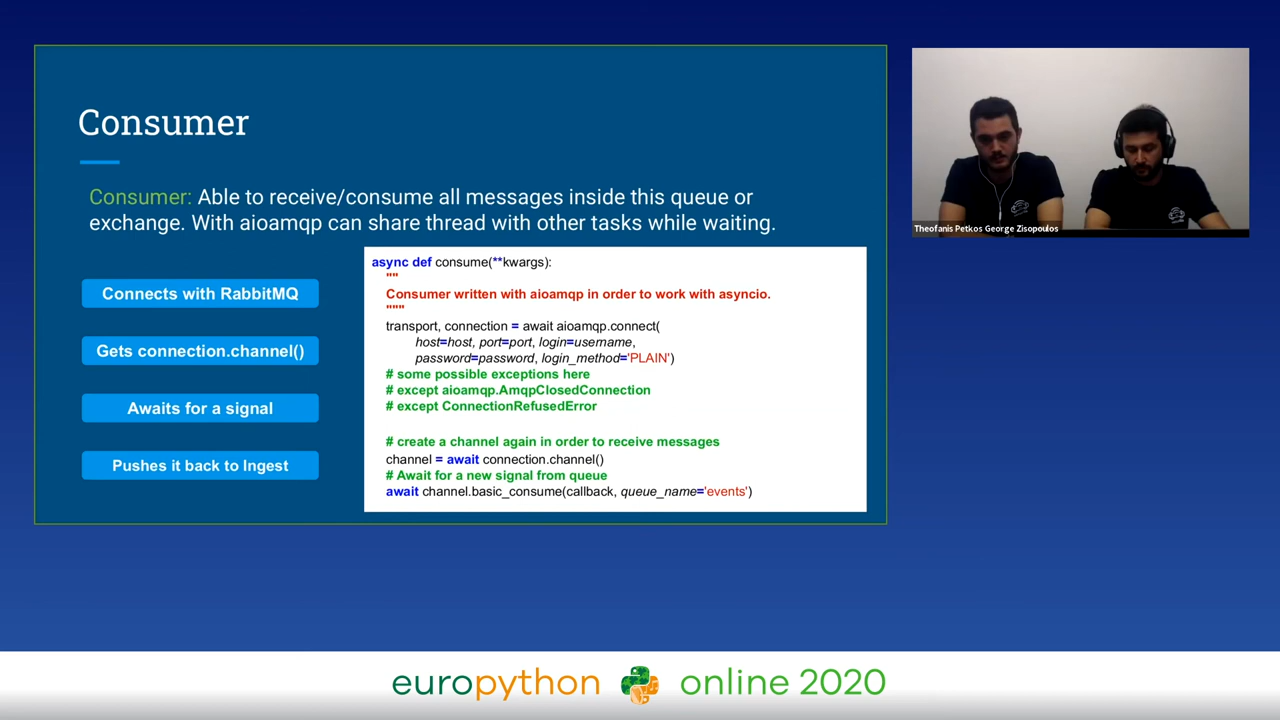 Consumer
Consumer: Able to receive/consume all messages inside this queue or
exchange. With aioamqp can share thread with other tasks while waiting.
Connects with RabbitMQ
Gets connection.channel()
Awaits for a signal
Pushes it back to Ingest
async def consume(**kwargs):
""
Consumer written with aioamqp in order to work with asyncio.
"""
transport, connection = await aioamqp.connect(
host=host, port=port, login=username,
password=password, login_method='PLAIN')
# some possible exceptions here
# except aioamqp.AmqpClosedConnection
# except ConnectionRefusedError
# create a channel again in order to receive messages
channel = await connection.channel()
# Await for a new signal from queue
await channel.basic_consume(callback, queue_name='events')
Theofanis Petkos George Zisopoulos
europython online 2020